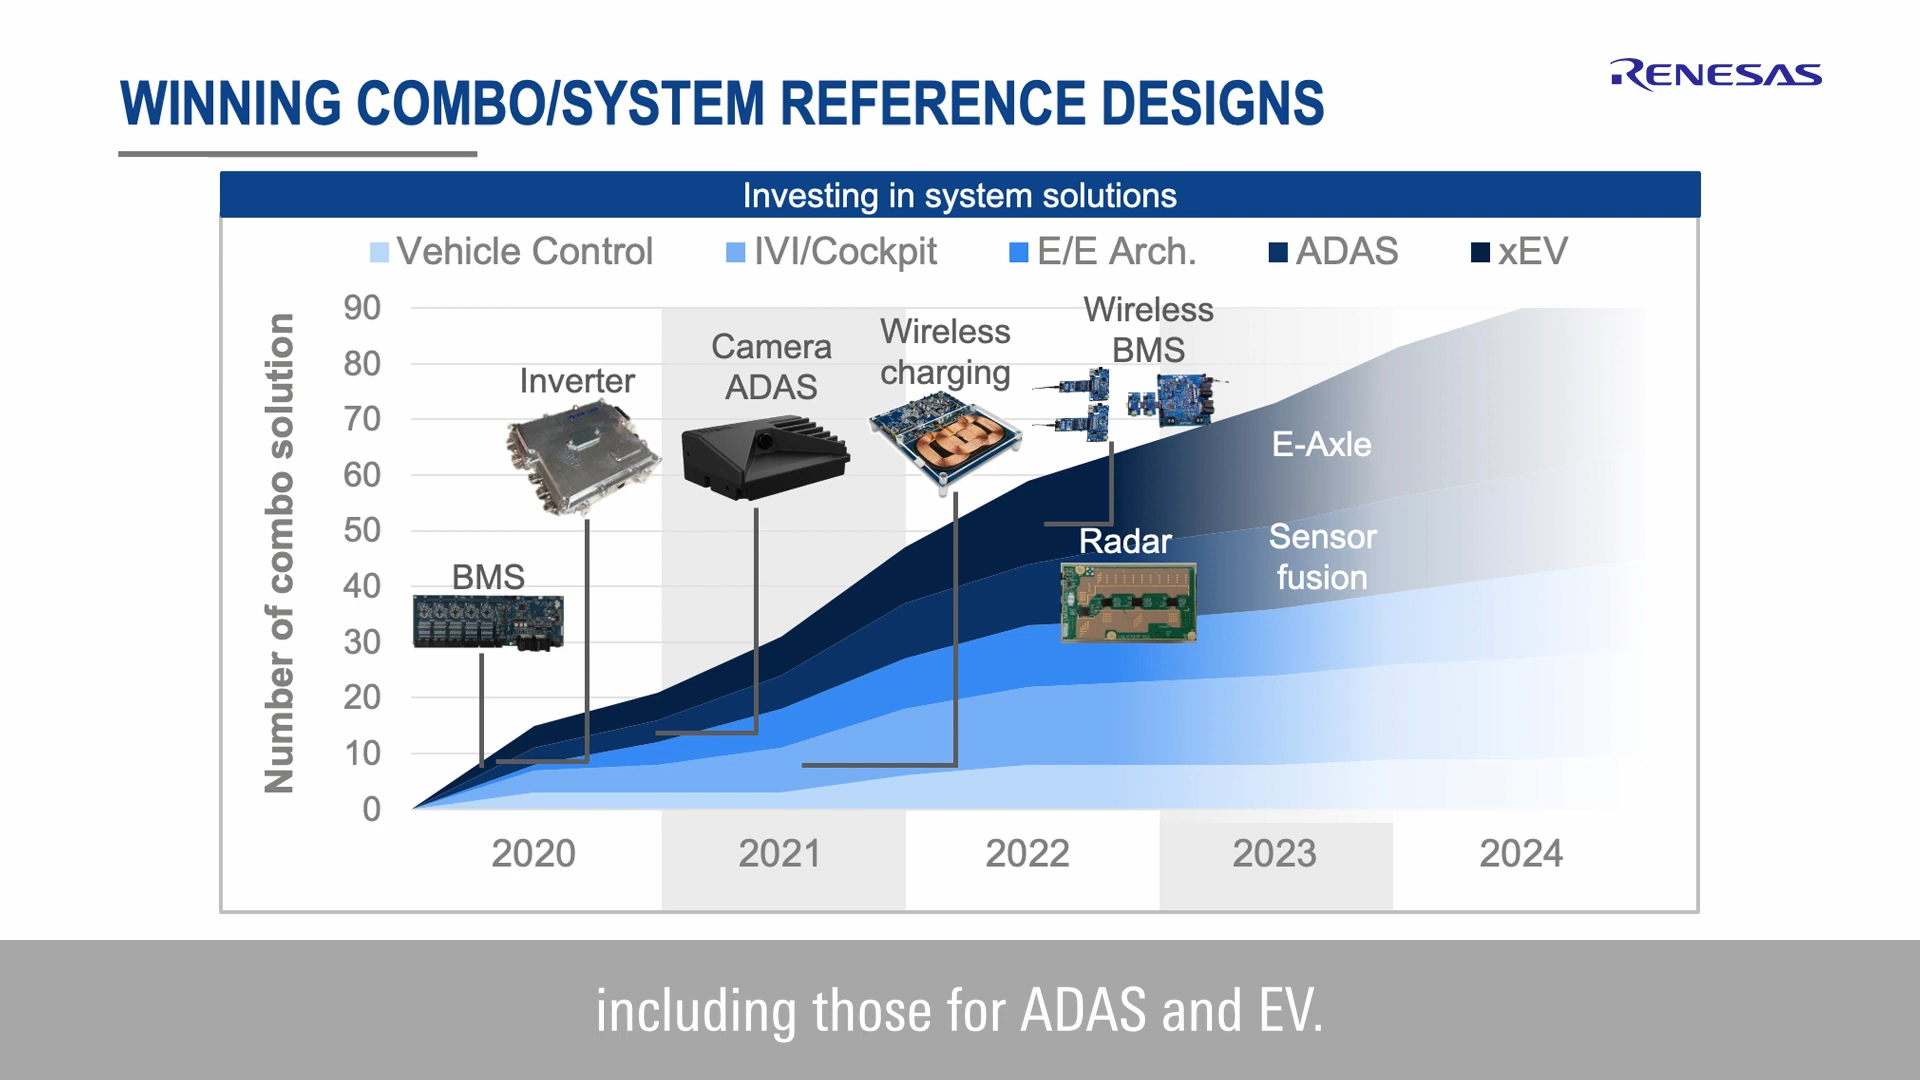 RENESAS
WINNING COMBO/SYSTEM REFERENCE DESIGNS
Investing in system solutions
Vehicle Control
IVI/Cockpit
E/E Arch.
ADAS
xEV
Number of combo solution
90
80
70
60
50
40
30
20
10
0
BMS
Inverter
Camera
ADAS
Wireless
charging
Wireless
BMS
Radar
E-Axle
Sensor
fusion
2020
2021
2022
2023
2024
including those for ADAS and EV.